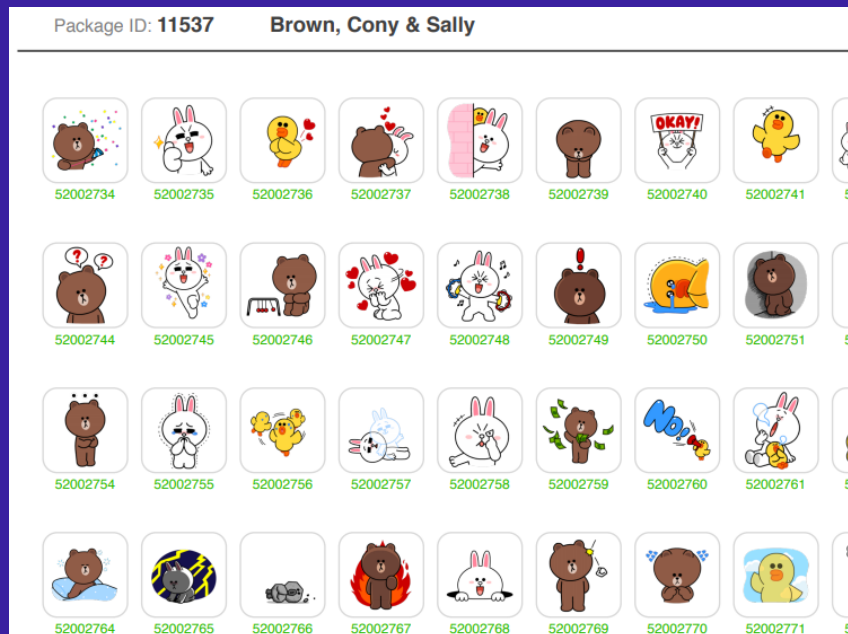 Package ID: 11537 Brown, Cony & Sally
OKAY!
52002734 52002735 52002736 52002737 52002738 52002739 52002740 52002741
? ? !
52002744 52002745 52002746 52002747 52002748 52002749 52002750 52002751
...
NO!!
52002754 52002755 52002756 52002757 52002758 52002759 52002760 52002761
52002764 52002765 52002766 52002767 52002768 52002769 52002770 52002771